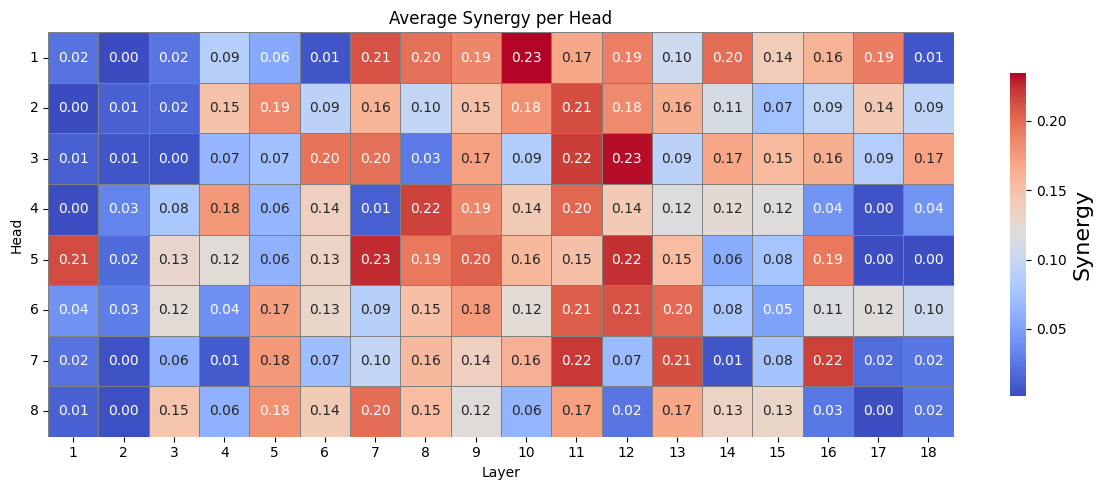 Average Synergy per Head
1 0.02 0.00 0.02 0.09 0.06 0.01 0.21 0.20 0.19 0.23 0.17 0.19 0.10 0.20 0.14 0.16 0.19 0.01
2 0.00 0.01 0.02 0.15 0.19 0.09 0.16 0.10 0.15 0.18 0.21 0.18 0.16 0.11 0.07 0.09 0.14 0.09
3 0.01 0.01 0.00 0.07 0.07 0.20 0.20 0.03 0.17 0.09 0.22 0.23 0.09 0.17 0.15 0.16 0.09 0.17
4 0.00 0.03 0.08 0.18 0.06 0.14 0.01 0.22 0.19 0.14 0.20 0.14 0.12 0.12 0.12 0.04 0.00 0.04
5 0.21 0.02 0.13 0.12 0.06 0.13 0.23 0.19 0.20 0.16 0.15 0.22 0.15 0.06 0.08 0.19 0.00 0.00
6 0.04 0.03 0.12 0.04 0.17 0.13 0.09 0.15 0.18 0.12 0.21 0.21 0.20 0.08 0.05 0.11 0.12 0.10
7 0.02 0.00 0.06 0.01 0.18 0.07 0.10 0.16 0.14 0.16 0.22 0.07 0.21 0.01 0.08 0.22 0.02 0.02
8 0.01 0.00 0.15 0.06 0.18 0.14 0.20 0.15 0.12 0.06 0.17 0.02 0.17 0.13 0.13 0.03 0.00 0.02
1 2 3 4 5 6 7 8 9 10 11 12 13 14 15 16 17 18
Layer
Head
0.20
0.15
0.10
0.05
Synergy